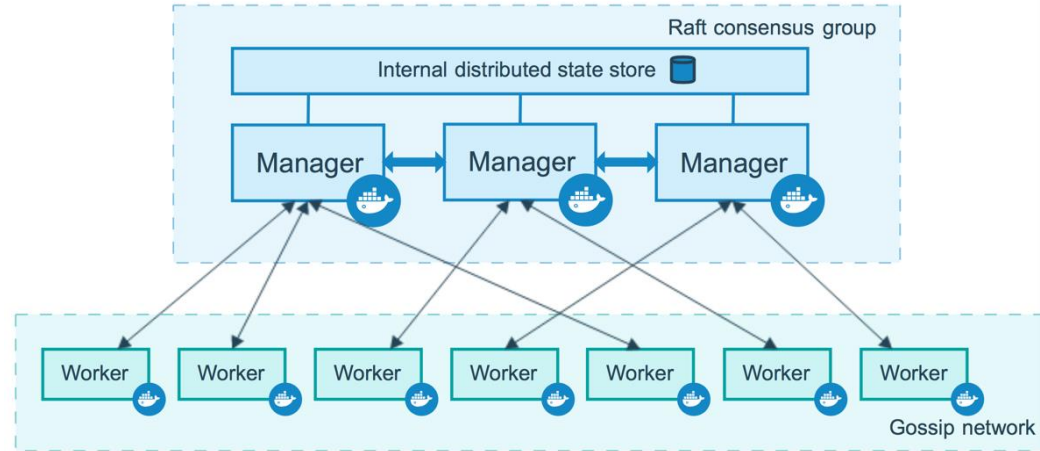 Raft consensus group
Internal distributed state store
Manager
Manager
Manager
Worker
Worker
Worker
Worker
Worker
Worker
Worker
Gossip network